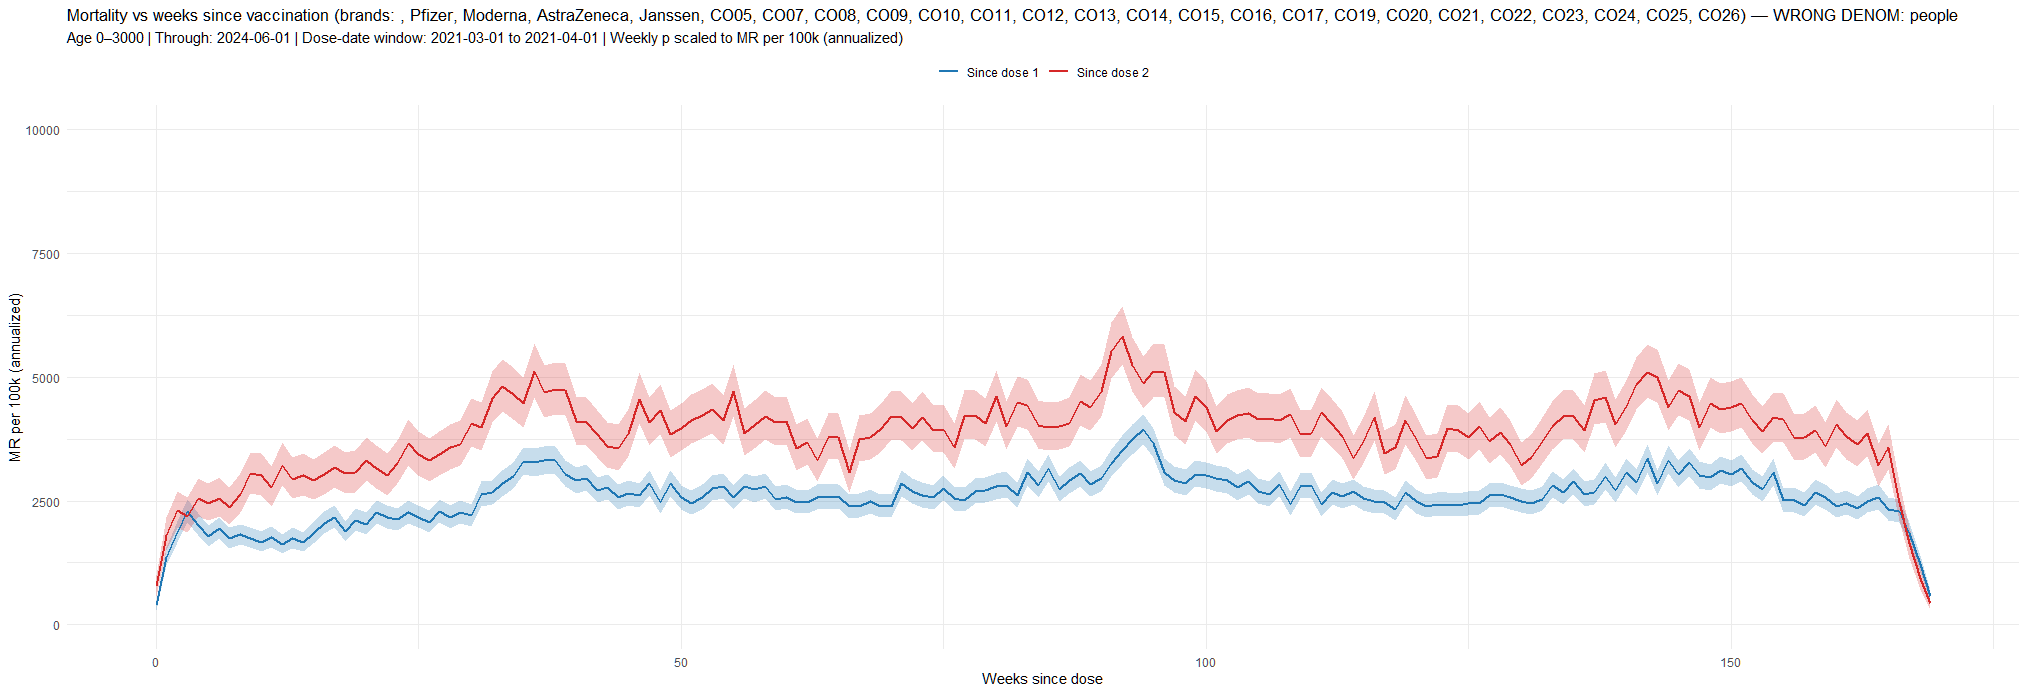 Mortality vs weeks since vaccination (brands: , Pfizer, Moderna, AstraZeneca, Janssen, CO05, CO07, CO08, CO09, CO10, CO11, CO12, CO13, CO14, CO15, CO16, CO17, CO19, CO20, CO21, CO22, CO23, CO24, CO25, CO26) — WRONG DENOM: people
Age 0–3000 | Through: 2024-06-01 | Dose-date window: 2021-03-01 to 2021-04-01 | Weekly p scaled to MR per 100k (annualized)
Since dose 1 Since dose 2
MR per 100k (annualized)
10000
7500
5000
2500
0
0 50 100 150
Weeks since dose